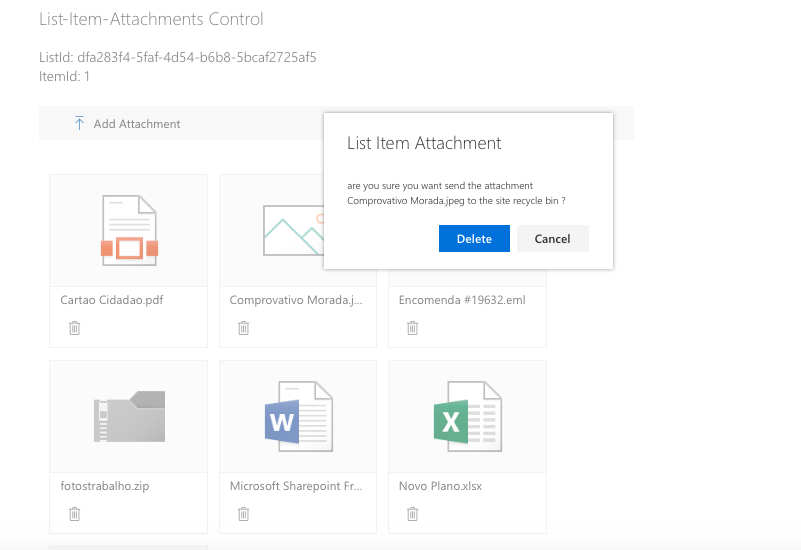 List-Item-Attachments Control
ListId: dfa283f4-5faf-4d54-b6b8-5bcaf2725af5
ItemId: 1
Add Attachment
List Item Attachment
are you sure you want send the attachment
Comprovativo Morada.jpeg to the site recycle bin ?
Delete Cancel
Cartao Cidadao.pdf Comprovativo Morada.j... Encomenda #19632.eml
W X
fotostrabalho.zip Microsoft Sharepoint Fr... Novo Plano.xlsx